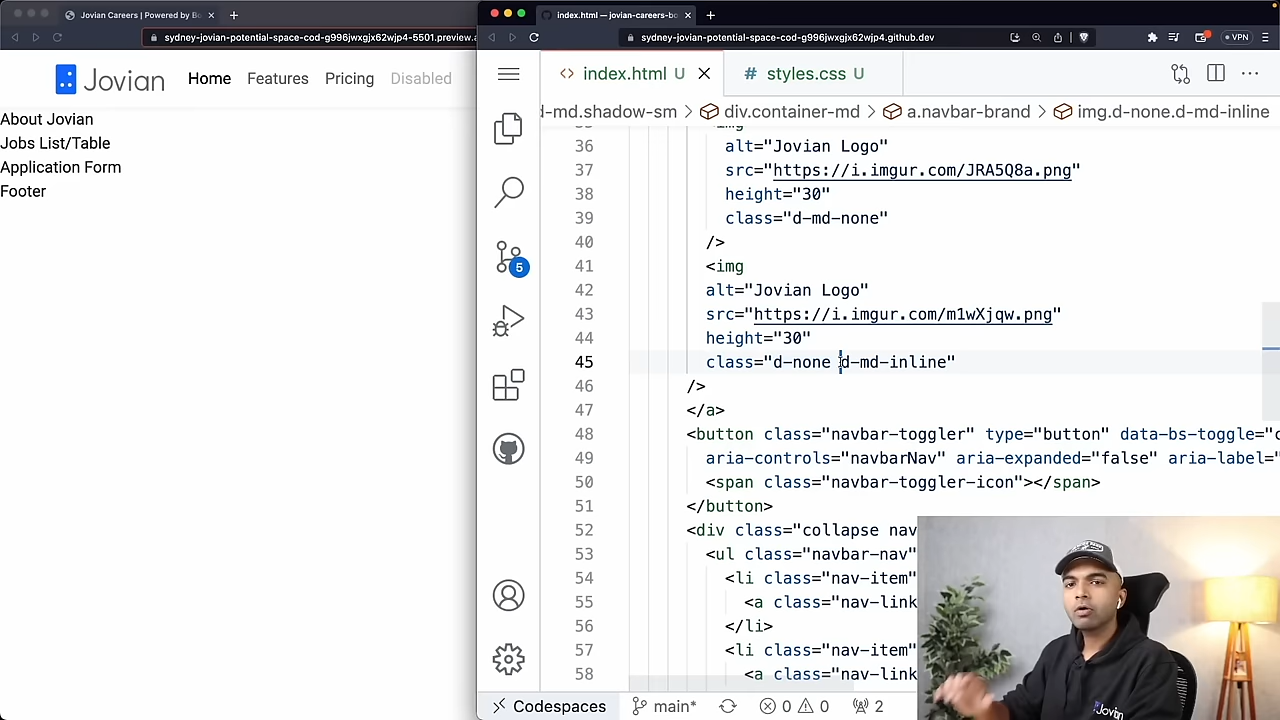 Jovian Careers | Powered by Bo
index.html — jovian-careers-bo
sydney-jovian-potential-space-cod-g996jwxgjx62wjp4-5501.preview.a
sydney-jovian-potential-space-cod-g996jwxgjx62wjp4.github.dev
VPN
Jovian
Home
Features
Pricing
Disabled
About Jovian
Jobs List/Table
Application Form
Footer
index.html U
# styles.css U
d-md.shadow-sm > div.container-md > a.navbar-brand > img.d-none.d-md-inline
36 alt="Jovian Logo"
37 src="https://i.imgur.com/JRA5Q8a.png"
38 height="30"
39 class="d-md-none"
40 />
41 <img
42 alt="Jovian Logo"
43 src="https://i.imgur.com/m1wXjqw.png"
44 height="30"
45 class="d-none d-md-inline"
46 />
47 </a>
48 <button class="navbar-toggler" type="button" data-bs-toggle="c
49 aria-controls="navbarNav" aria-expanded="false" aria-label="
50 <span class="navbar-toggler-icon"></span>
51 </button>
52 <div class="collapse nav
53 <ul class="navbar-nav"
54 <li class="nav-item"
55 <a class="nav-link
56 </li>
57 <li class="nav-item"
58 <a class="nav-link
5
Codespaces
main*
0
0
2
Jovian